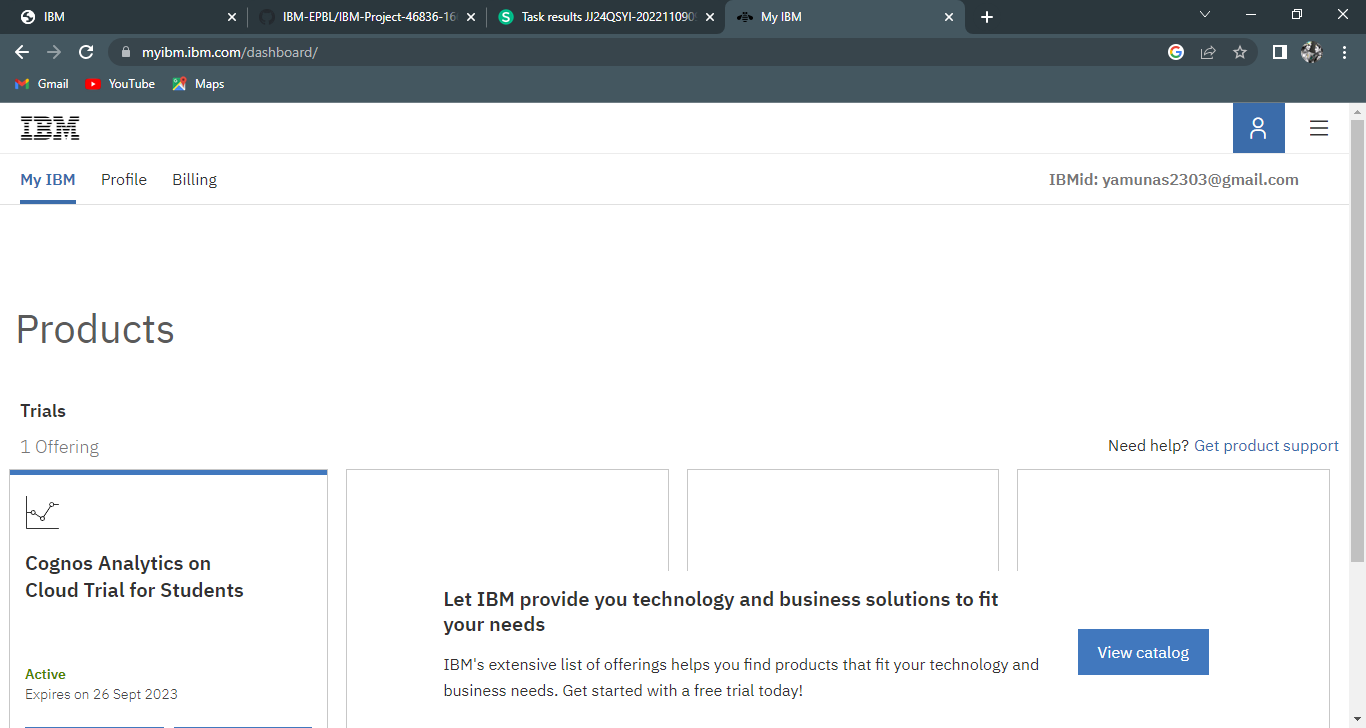 IBM
IBM-EPBL/IBM-Project-46836-16
Task results JJ24QSYI-2022110905
My IBM
myibm.ibm.com/dashboard/
Gmail
YouTube
Maps
IBM
My IBM
Profile
Billing
IBMid: yamunas2303@gmail.com
Products
Trials
1 Offering
Need help? Get product support
Cognos Analytics on
Cloud Trial for Students
Active
Expires on 26 Sept 2023
Let IBM provide you technology and business solutions to fit
your needs
IBM's extensive list of offerings helps you find products that fit your technology and
business needs. Get started with a free trial today!
View catalog